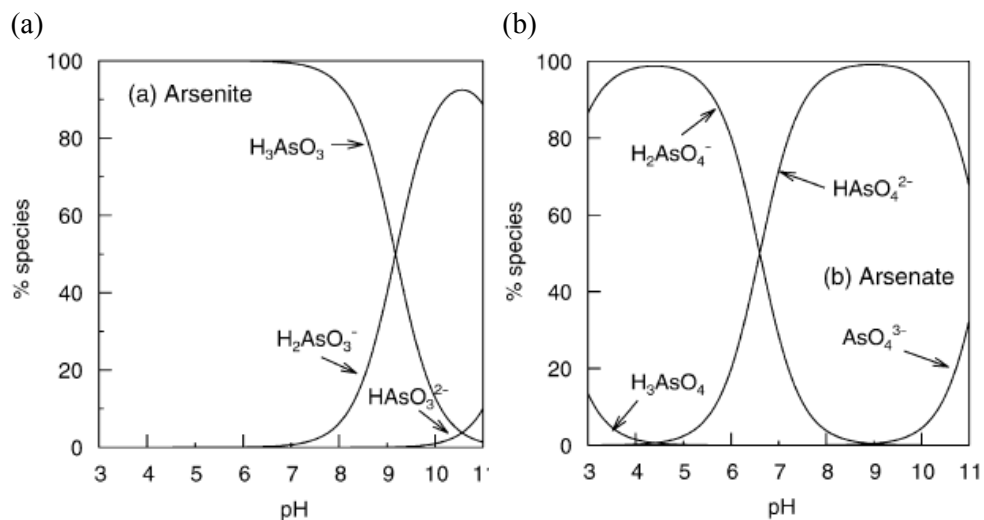 (a)
(b)
100
80
60
40
20
0
% species
(a) Arsenite
H₃AsO₃
H₂AsO₃⁻
HAsO₃²⁻
3 4 5 6 7 8 9 10 11
pH
100
80
60
40
20
0
% species
H₂AsO₄⁻
HAsO₄²⁻
(b) Arsenate
AsO₄³⁻
H₃AsO₄
3 4 5 6 7 8 9 10 11
pH